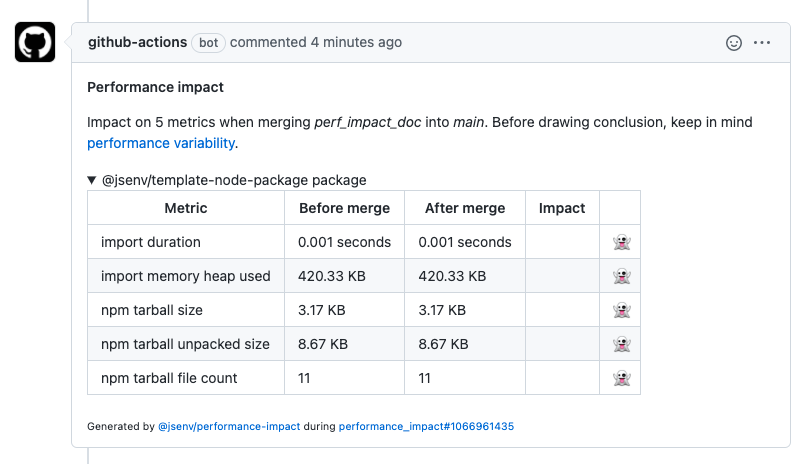 github-actions bot commented 4 minutes ago
Performance impact
Impact on 5 metrics when merging perf_impact_doc into main. Before drawing conclusion, keep in mind
performance variability.
▼ @jsenv/template-node-package package
Metric Before merge After merge Impact
import duration 0.001 seconds 0.001 seconds 👻
import memory heap used 420.33 KB 420.33 KB 👻
npm tarball size 3.17 KB 3.17 KB 👻
npm tarball unpacked size 8.67 KB 8.67 KB 👻
npm tarball file count 11 11 👻
Generated by @jsenv/performance-impact during performance_impact#1066961435